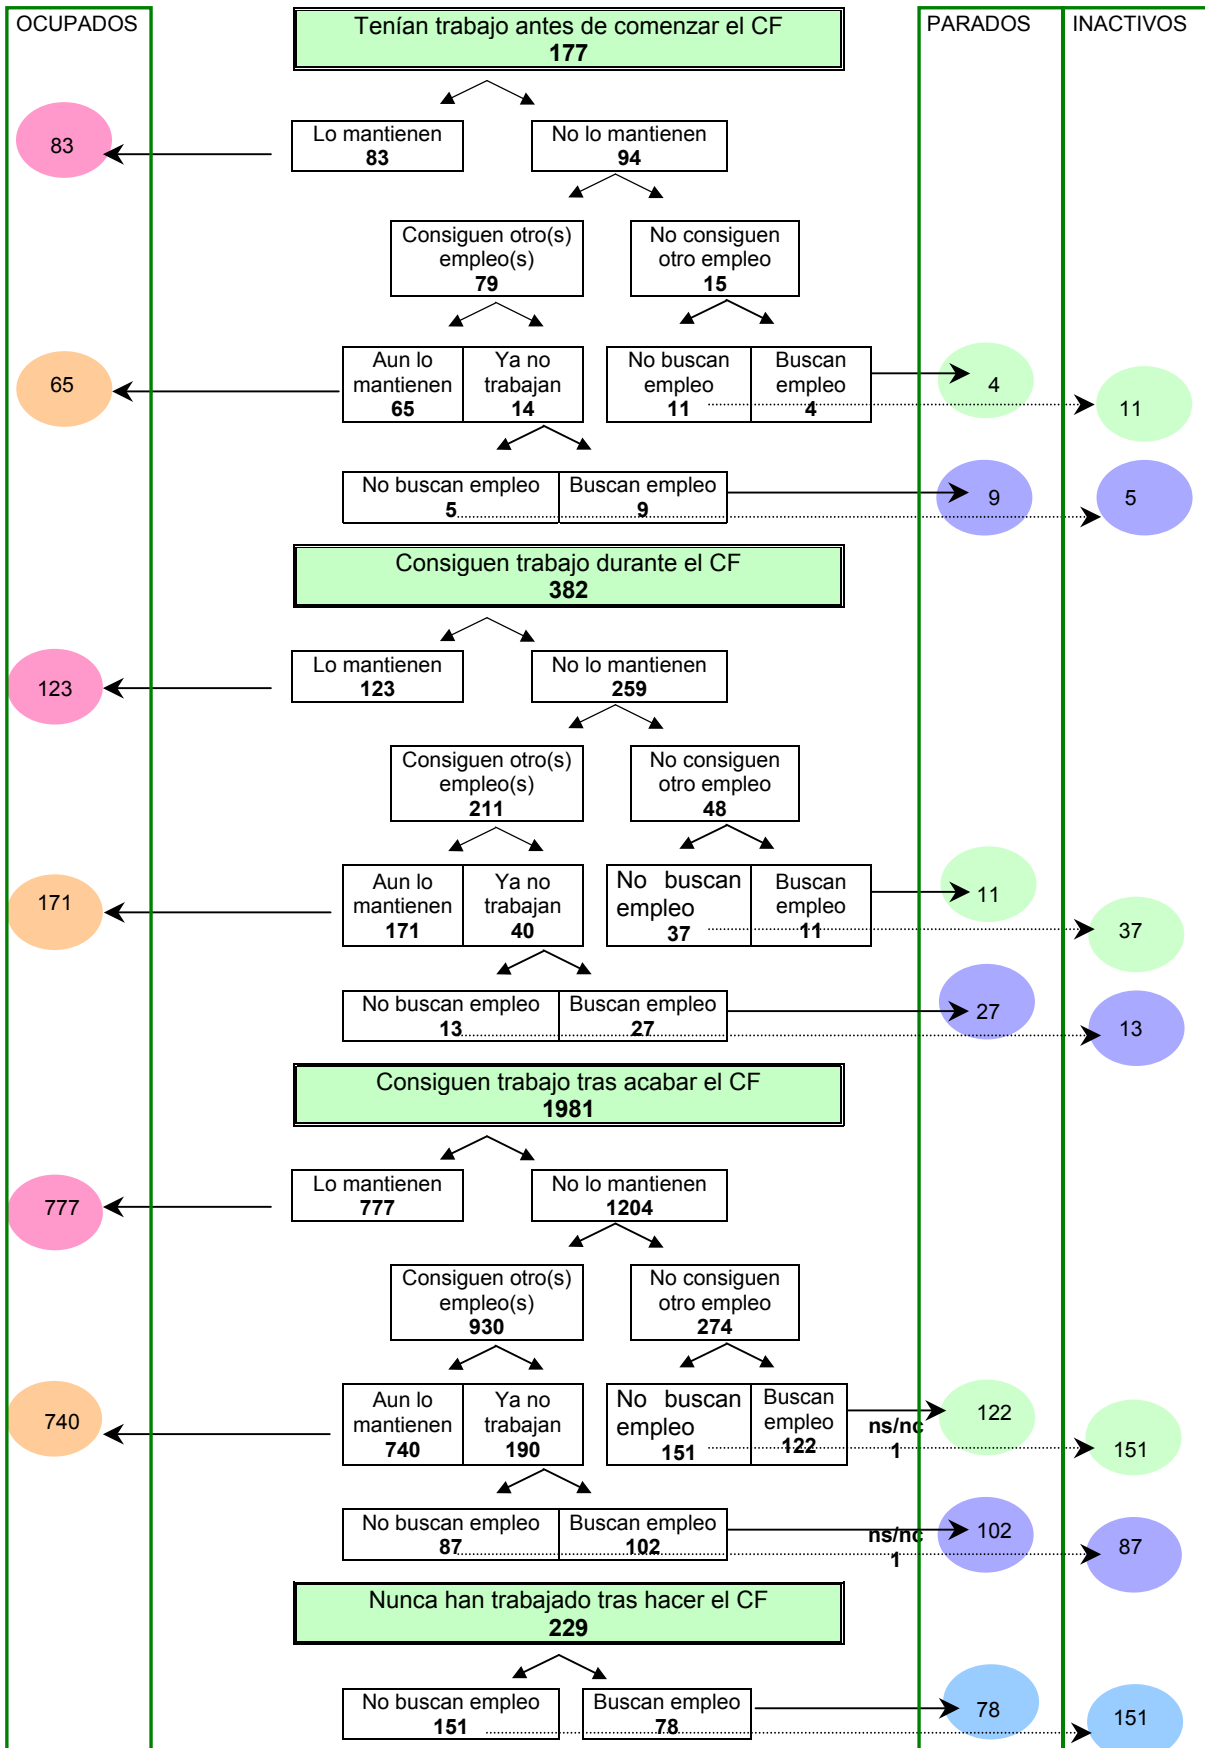 OCUPADOS
Tenían trabajo antes de comenzar el CF
177
PARADOS
INACTIVOS
83
Lo mantienen
83
No lo mantienen
94
Consiguen otro(s)
empleo(s)
79
No consiguen
otro empleo
15
65
Aun lo
mantienen
65
Ya no
trabajan
14
No buscan
empleo
11
Buscan
empleo
4
4
11
No buscan empleo
5
Buscan empleo
9
9
5
Consiguen trabajo durante el CF
382
123
Lo mantienen
123
No lo mantienen
259
Consiguen otro(s)
empleo(s)
211
No consiguen
otro empleo
48
171
Aun lo
mantienen
171
Ya no
trabajan
40
No buscan
empleo
37
Buscan
empleo
11
11
37
No buscan empleo
13
Buscan empleo
27
27
13
Consiguen trabajo tras acabar el CF
1981
777
Lo mantienen
777
No lo mantienen
1204
Consiguen otro(s)
empleo(s)
930
No consiguen
otro empleo
274
740
Aun lo
mantienen
740
Ya no
trabajan
190
No buscan
empleo
151
Buscan
empleo
122
ns/nc
1
122
151
No buscan empleo
87
Buscan empleo
102
ns/nc
1
102
87
Nunca han trabajado tras hacer el CF
229
No buscan empleo
151
Buscan empleo
78
78
151